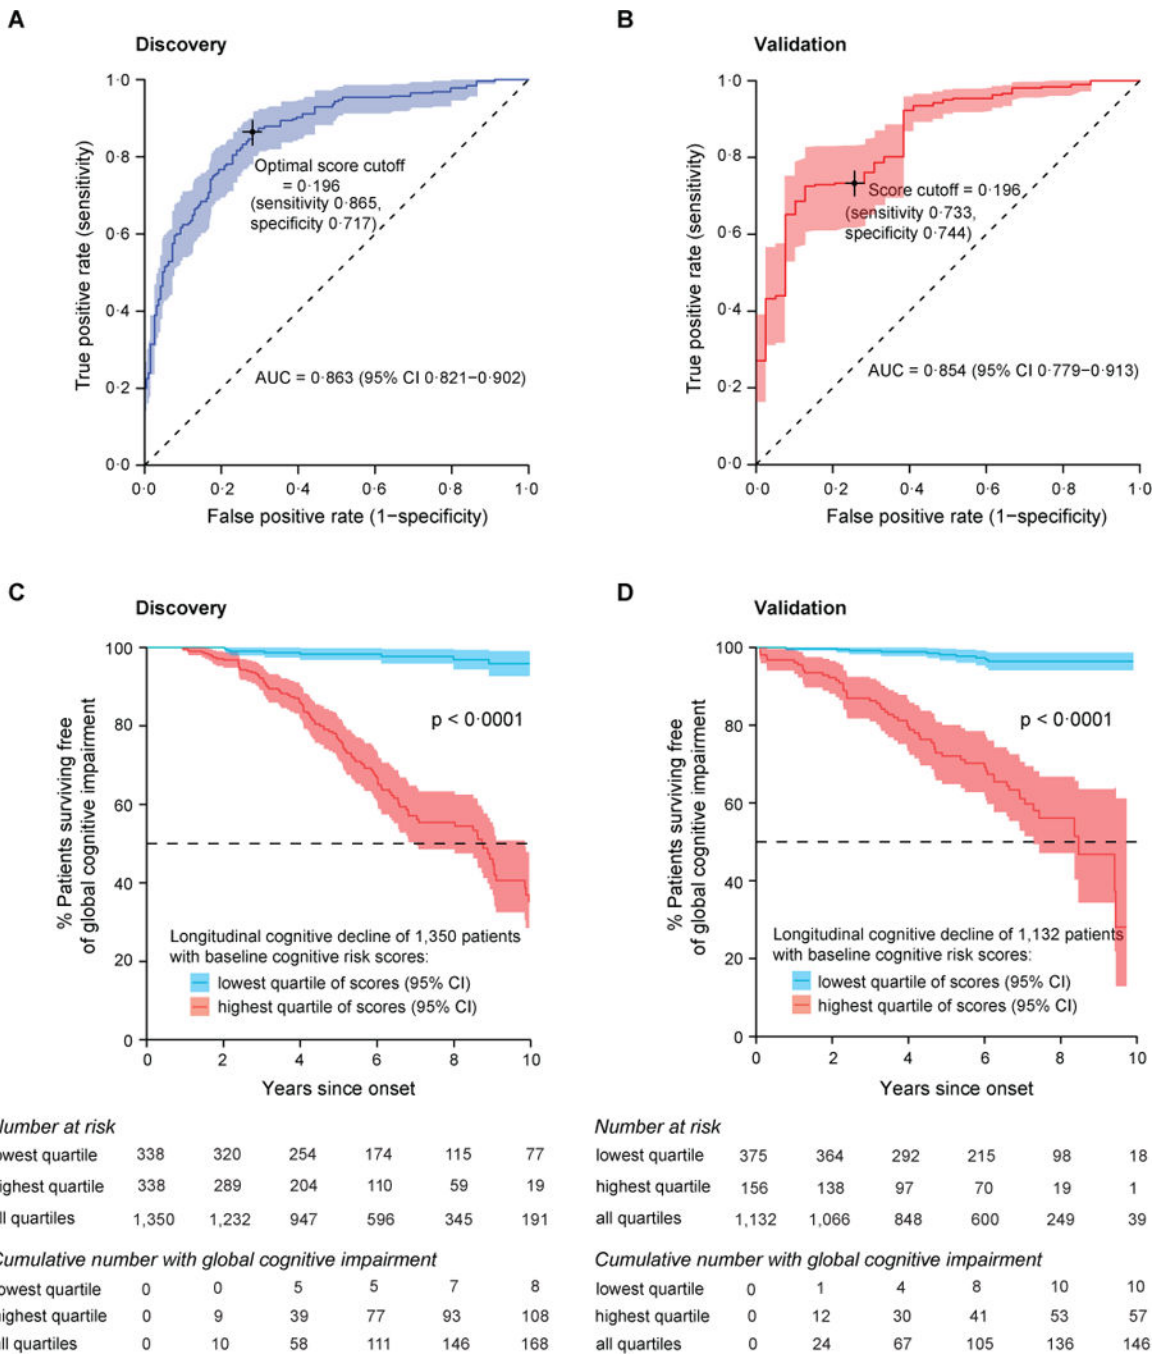 A
Discovery
True positive rate (sensitivity)
1·0
0·8
0·6
0·4
0·2
0·0
Optimal score cutoff
= 0·196
(sensitivity 0·865,
specificity 0·717)
AUC = 0·863 (95% CI 0·821–0·902)
0·0 0·2 0·4 0·6 0·8 1·0
False positive rate (1−specificity)
B
Validation
True positive rate (sensitivity)
1·0
0·8
0·6
0·4
0·2
0·0
Score cutoff = 0·196
(sensitivity 0·733,
specificity 0·744)
AUC = 0·854 (95% CI 0·779–0·913)
0·0 0·2 0·4 0·6 0·8 1·0
False positive rate (1−specificity)
C
Discovery
% Patients surviving free
of global cognitive impairment
100
80
60
40
20
0
p < 0·0001
Longitudinal cognitive decline of 1,350 patients
with baseline cognitive risk scores:
lowest quartile of scores (95% CI)
highest quartile of scores (95% CI)
0 2 4 6 8 10
Years since onset
umber at risk
owest quartile 338 320 254 174 115 77
ighest quartile 338 289 204 110 59 19
ll quartiles 1,350 1,232 947 596 345 191
Cumulative number with global cognitive impairment
owest quartile 0 0 5 5 7 8
ighest quartile 0 9 39 77 93 108
ll quartiles 0 10 58 111 146 168
D
Validation
% Patients surviving free
of global cognitive impairment
100
80
60
40
20
0
p < 0·0001
Longitudinal cognitive decline of 1,132 patients
with baseline cognitive risk scores:
lowest quartile of scores (95% CI)
highest quartile of scores (95% CI)
0 2 4 6 8 10
Years since onset
Number at risk
lowest quartile 375 364 292 215 98 18
highest quartile 156 138 97 70 19 1
all quartiles 1,132 1,066 848 600 249 39
Cumulative number with global cognitive impairment
lowest quartile 0 1 4 8 10 10
highest quartile 0 12 30 41 53 57
all quartiles 0 24 67 105 136 146